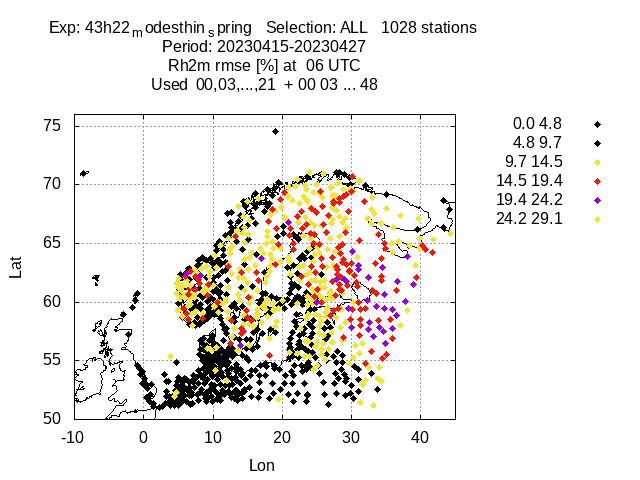 Exp: 43h22modesthinspring Selection: ALL 1028 stations
Period: 20230415-20230427
Rh2m rmse [%] at 06 UTC
Used 00,03,...,21 + 00 03 ... 48
0.0 4.8
4.8 9.7
9.7 14.5
14.5 19.4
19.4 24.2
24.2 29.1
75
70
65
60
55
50
Lat
-10 0 10 20 30 40
Lon